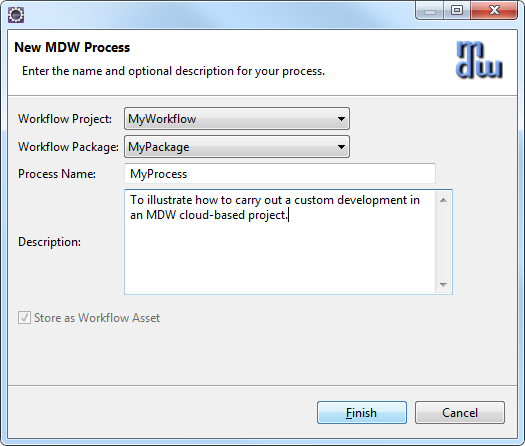 New MDW Process
Enter the name and optional description for your process.
mdw
Workflow Project: MyWorkflow
Workflow Package: MyPackage
Process Name: MyProcess
To illustrate how to carry out a custom development in
an MDW cloud-based project.
Description:
Store as Workflow Asset
Finish Cancel